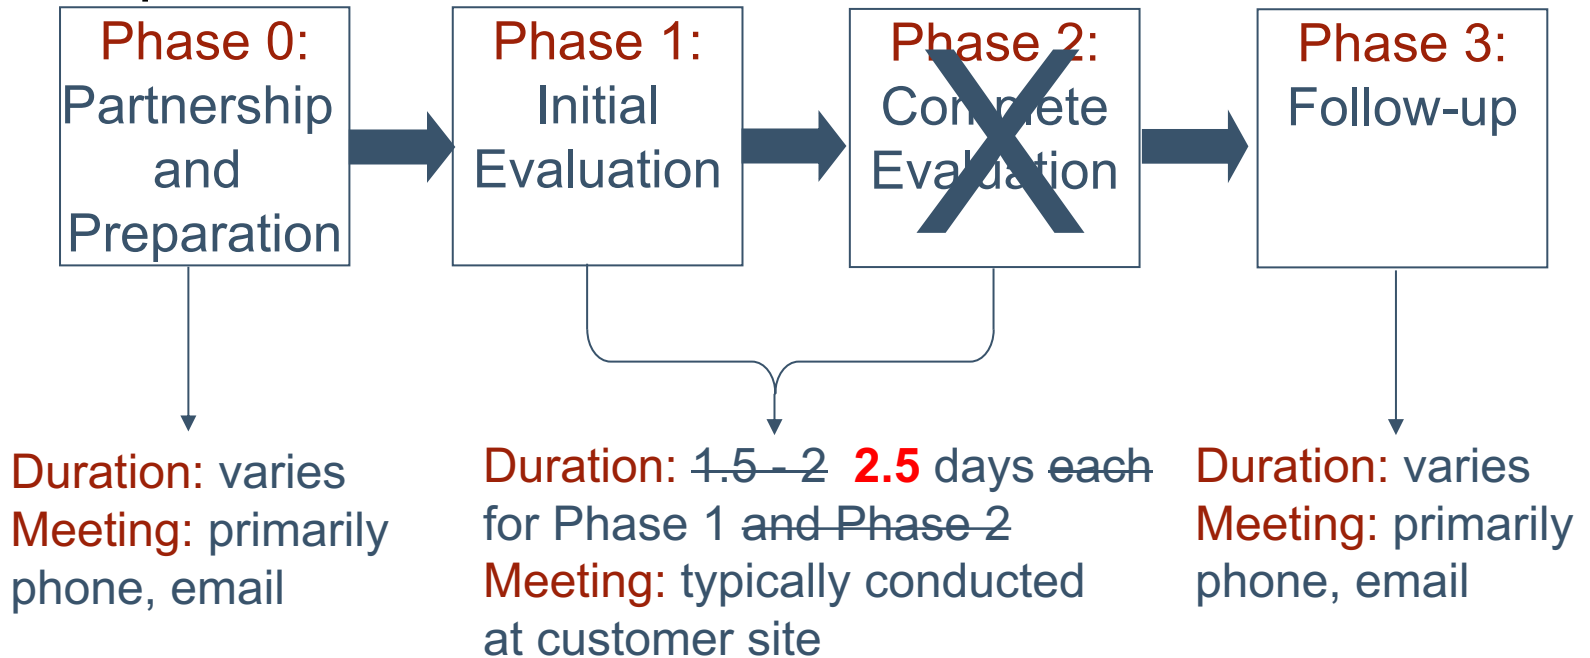 Phase 0:
Partnership
and
Preparation
Phase 1:
Initial
Evaluation
Phase 2:
Complete
Evaluation
X
Phase 3:
Follow-up
Duration: varies
Meeting: primarily
phone, email
Duration: 1.5 - 2 2.5 days each
for Phase 1 and Phase 2
Meeting: typically conducted
at customer site
Duration: varies
Meeting: primarily
phone, email